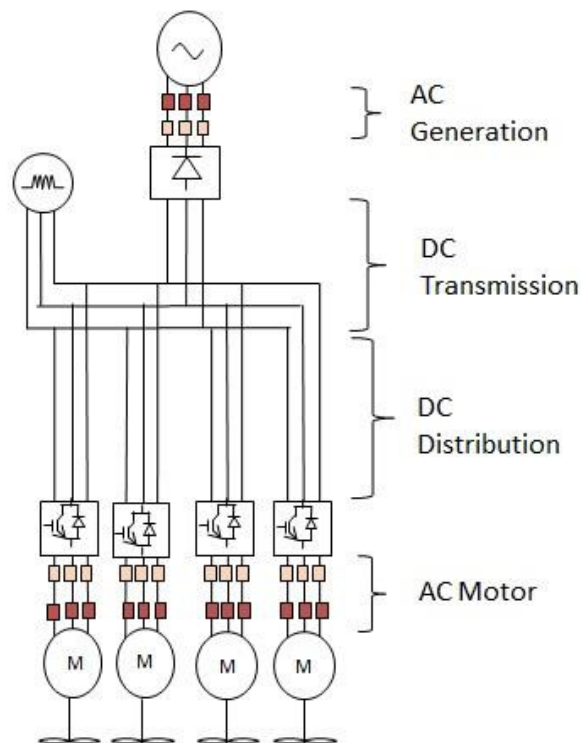 AC
Generation
DC
Transmission
DC
Distribution
AC Motor
M
M
M
M